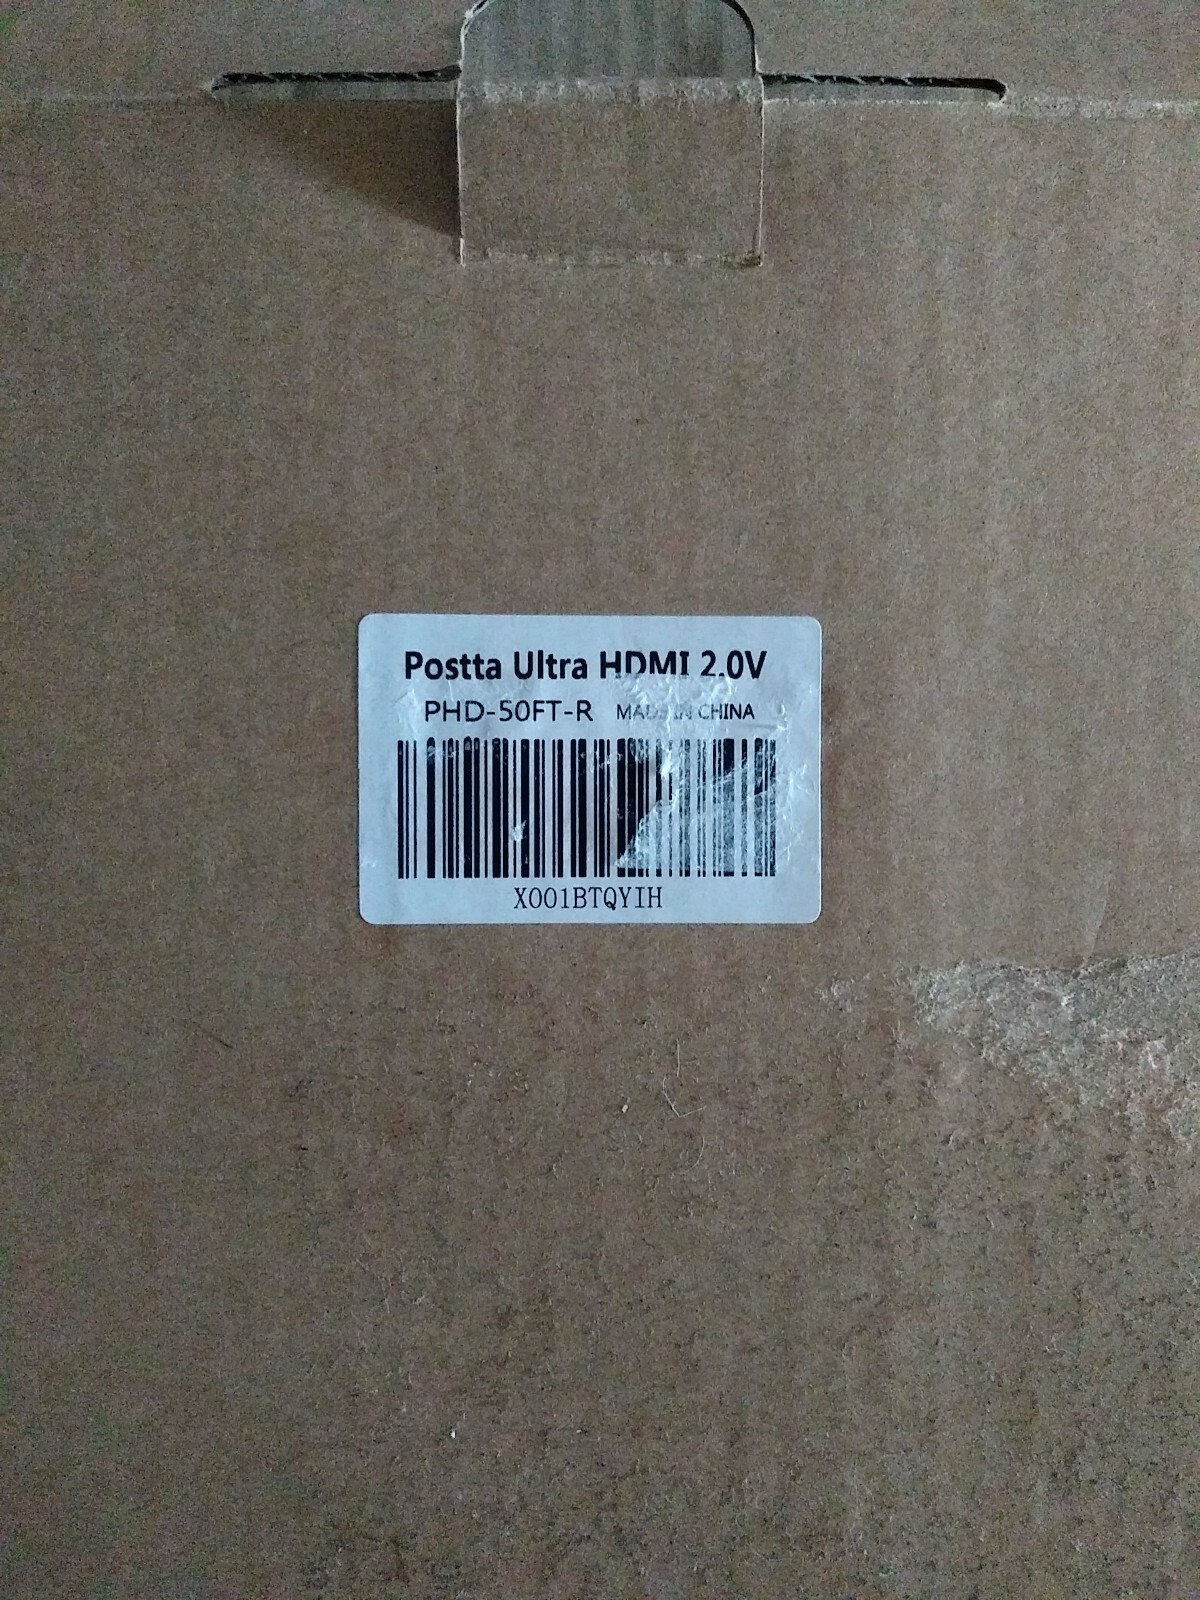 Postta Ultra HDMI 2.0V
PHD-50FT-R MADE IN CHINA
X001BTQYIH